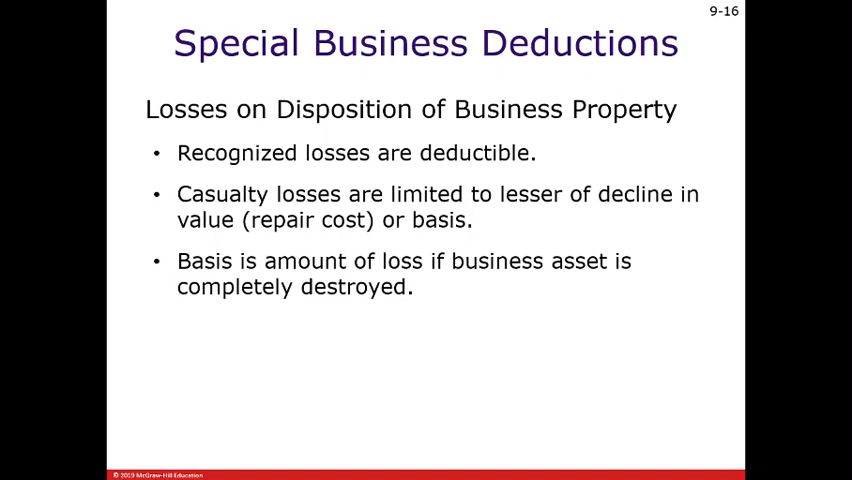 9-16
Special Business Deductions
Losses on Disposition of Business Property
• Recognized losses are deductible.
• Casualty losses are limited to lesser of decline in
value (repair cost) or basis.
• Basis is amount of loss if business asset is
completely destroyed.
© 2019 McGraw-Hill Education